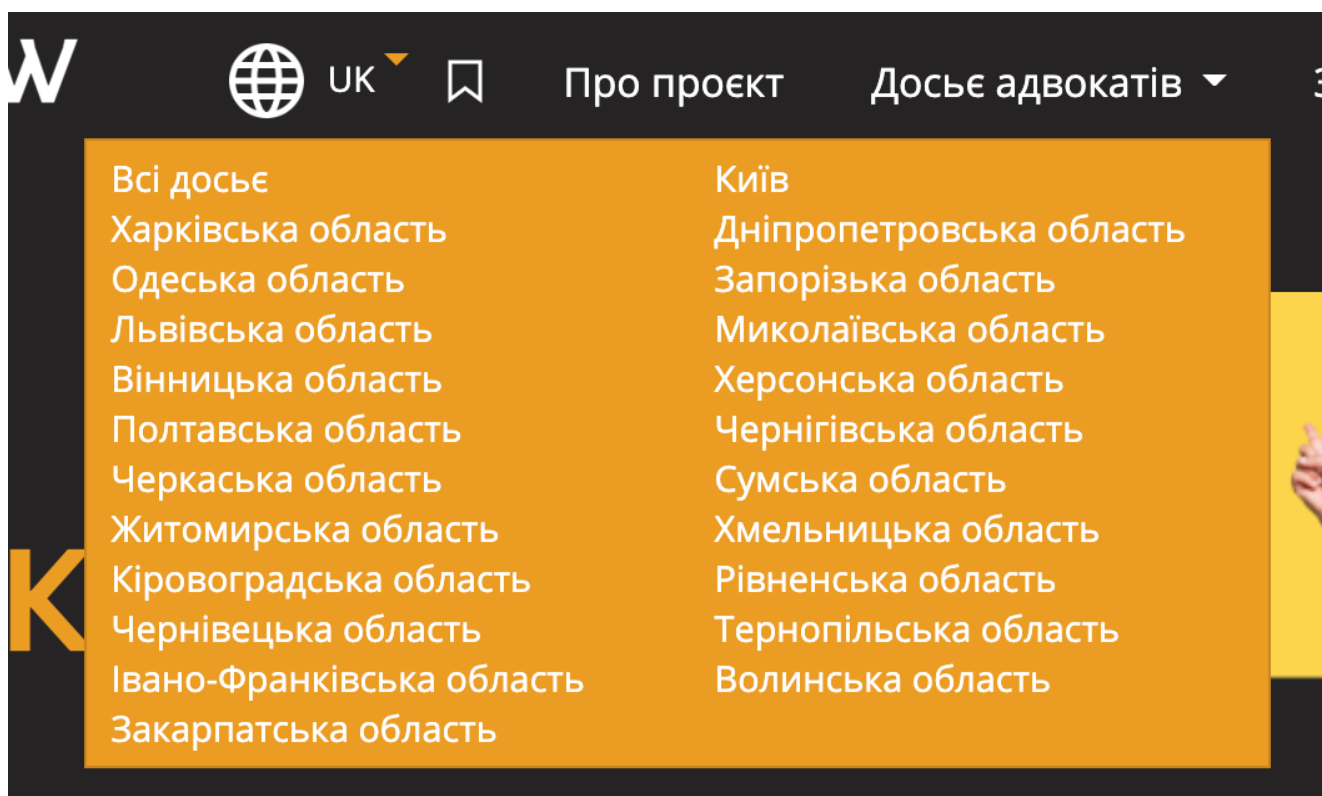 W
UK
Про проєкт
Досьє адвокатів
Всі досьє
Київ
Харківська область
Дніпропетровська область
Одеська область
Запорізька область
Львівська область
Миколаївська область
Вінницька область
Херсонська область
Полтавська область
Чернігівська область
Черкаська область
Сумська область
Житомирська область
Хмельницька область
Кіровоградська область
Рівненська область
Чернівецька область
Тернопільська область
Івано-Франківська область
Волинська область
Закарпатська область
К